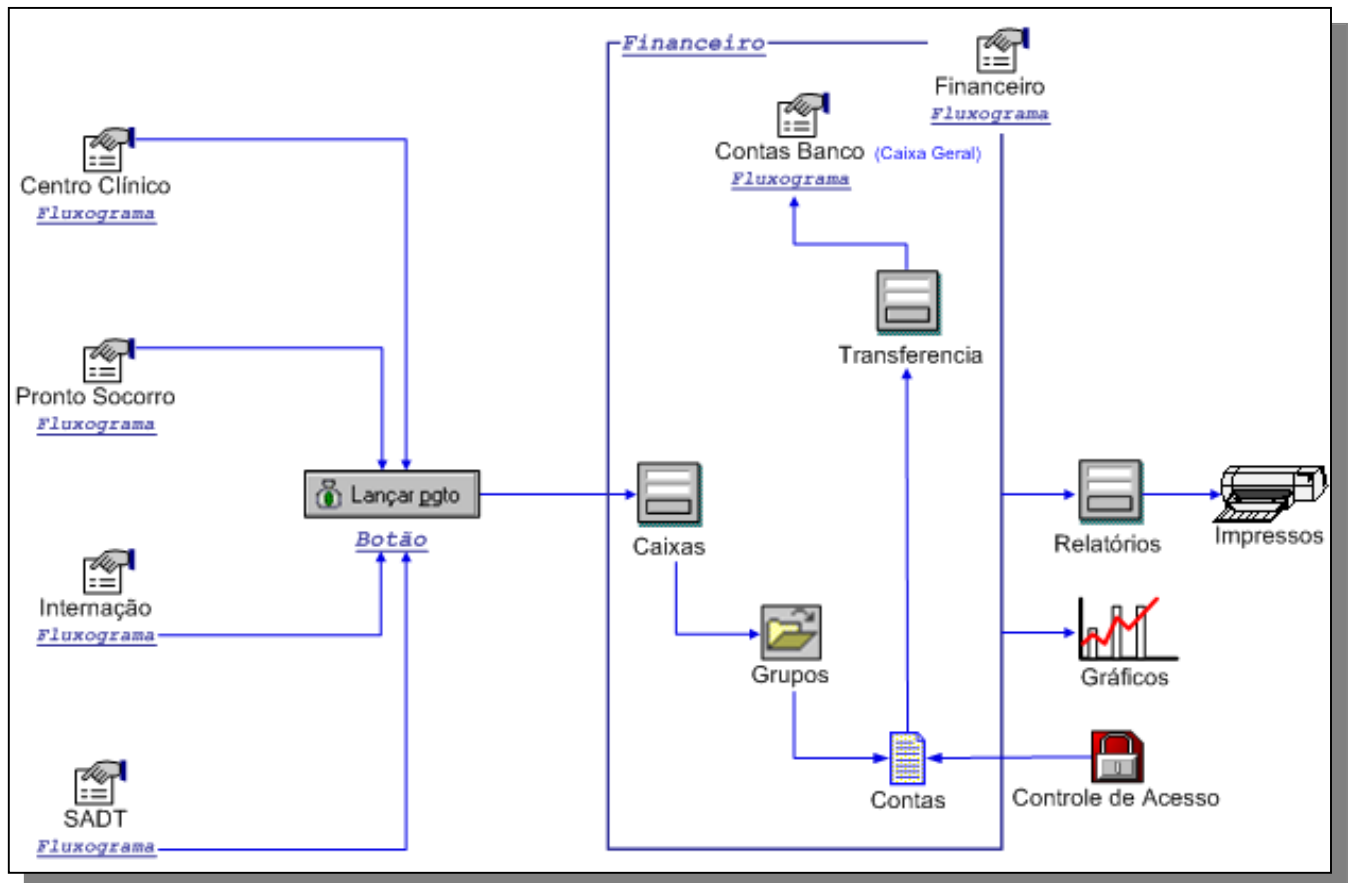 Financeiro
Financeiro
Fluxograma
Contas Banco (Caixa Geral)
Fluxograma
Centro Clínico
Fluxograma
Transferencia
Pronto Socorro
Fluxograma
Lançar pgto
Botão
Caixas
Relatórios
Impressos
Internação
Fluxograma
Grupos
Gráficos
SADT
Fluxograma
Contas
Controle de Acesso